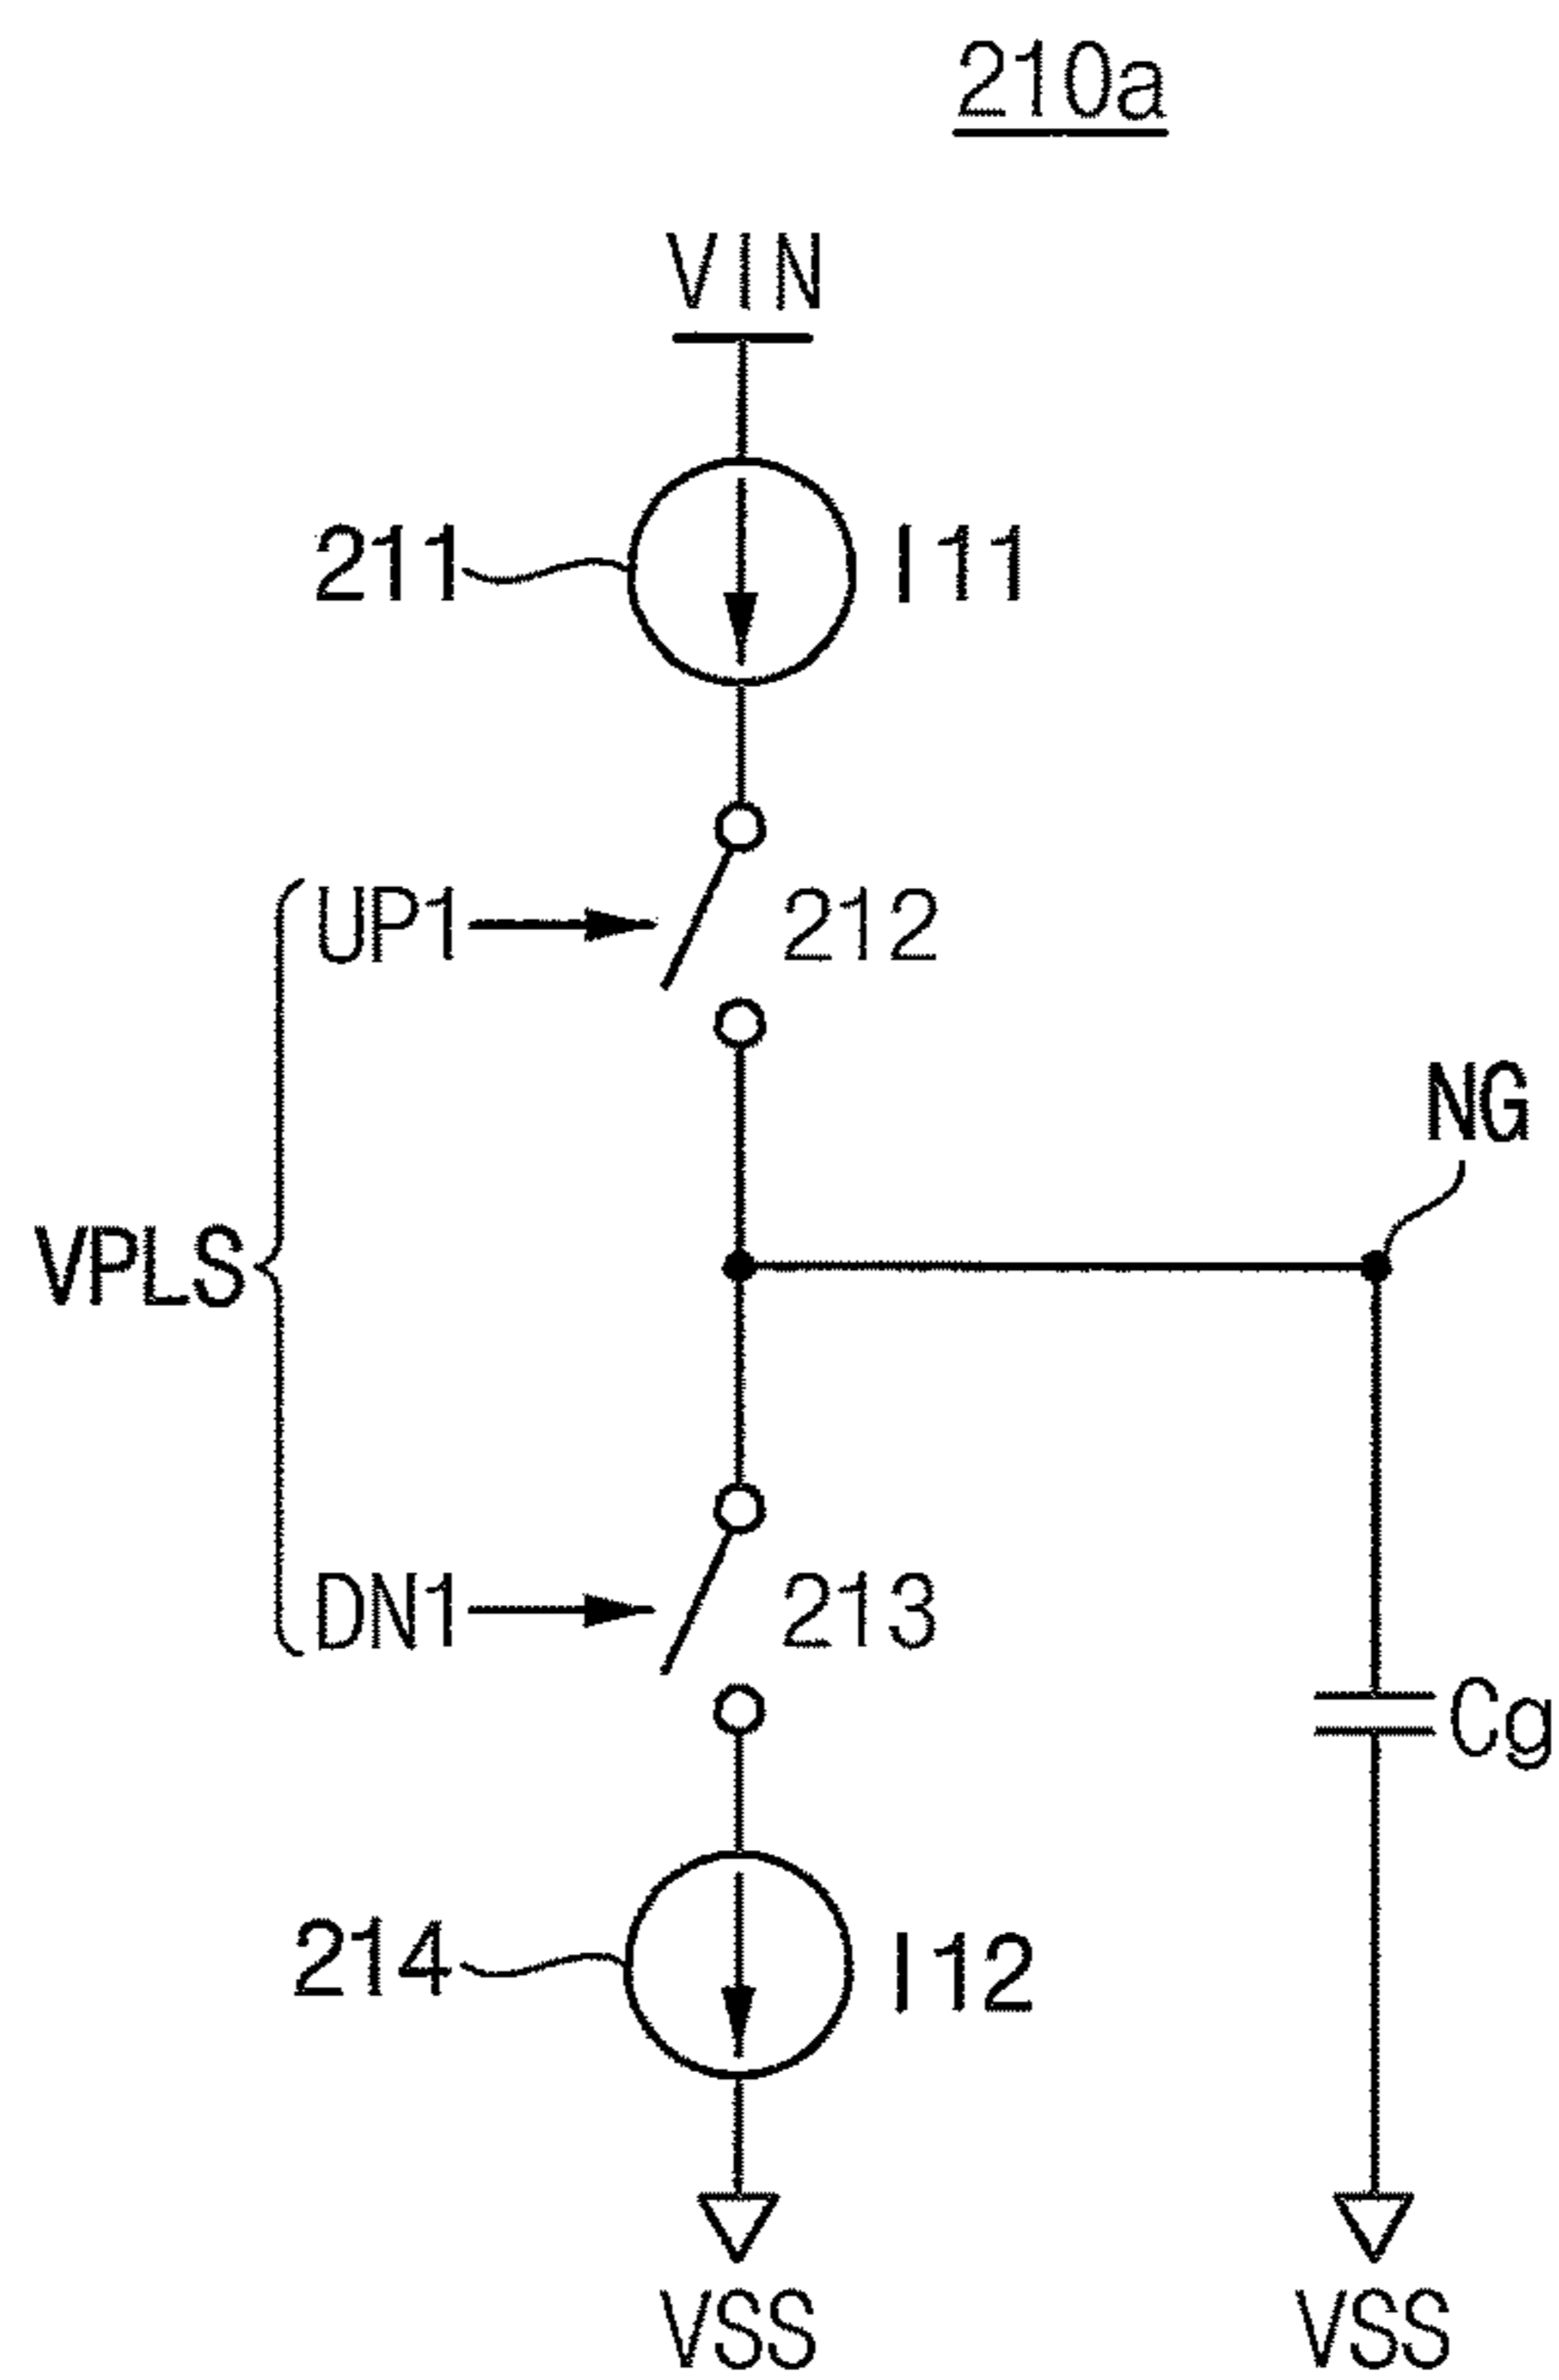 210a
VIN
211
I11
UP1
212
NG
VPLS
DN1
213
Cg
214
I12
VSS
VSS